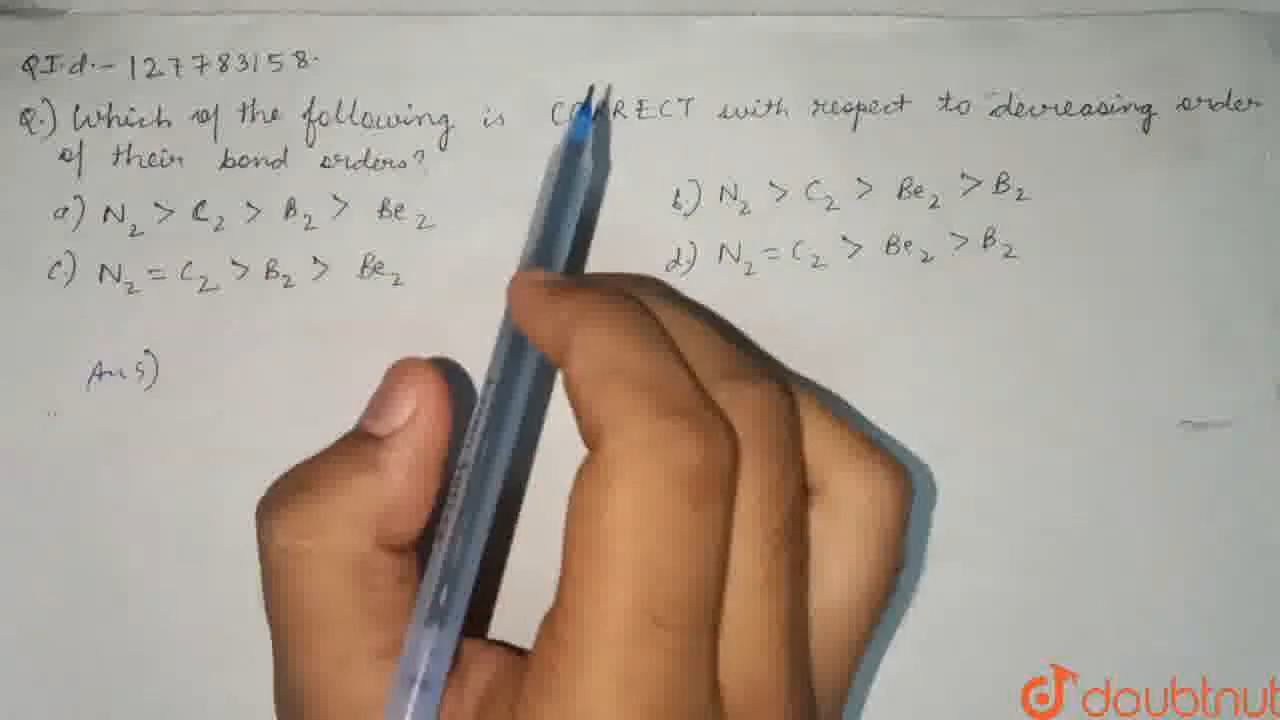 QI.d.- 127783158.
Q.) Which of the following is CORRECT with respect to decreasing order
of their bond orders?
a) N₂ > C₂ > B₂ > Be₂
b.) N₂ > C₂ > Be₂ > B₂
c.) N₂ = C₂ > B₂ > Be₂
d.) N₂ = C₂ > Be₂ > B₂
Ans)
doubtnut